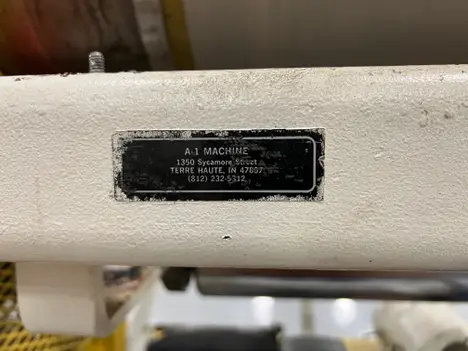 A-1 MACHINE
1350 Sycamore Street
TERRE HAUTE, IN 47807
(812) 232-5312